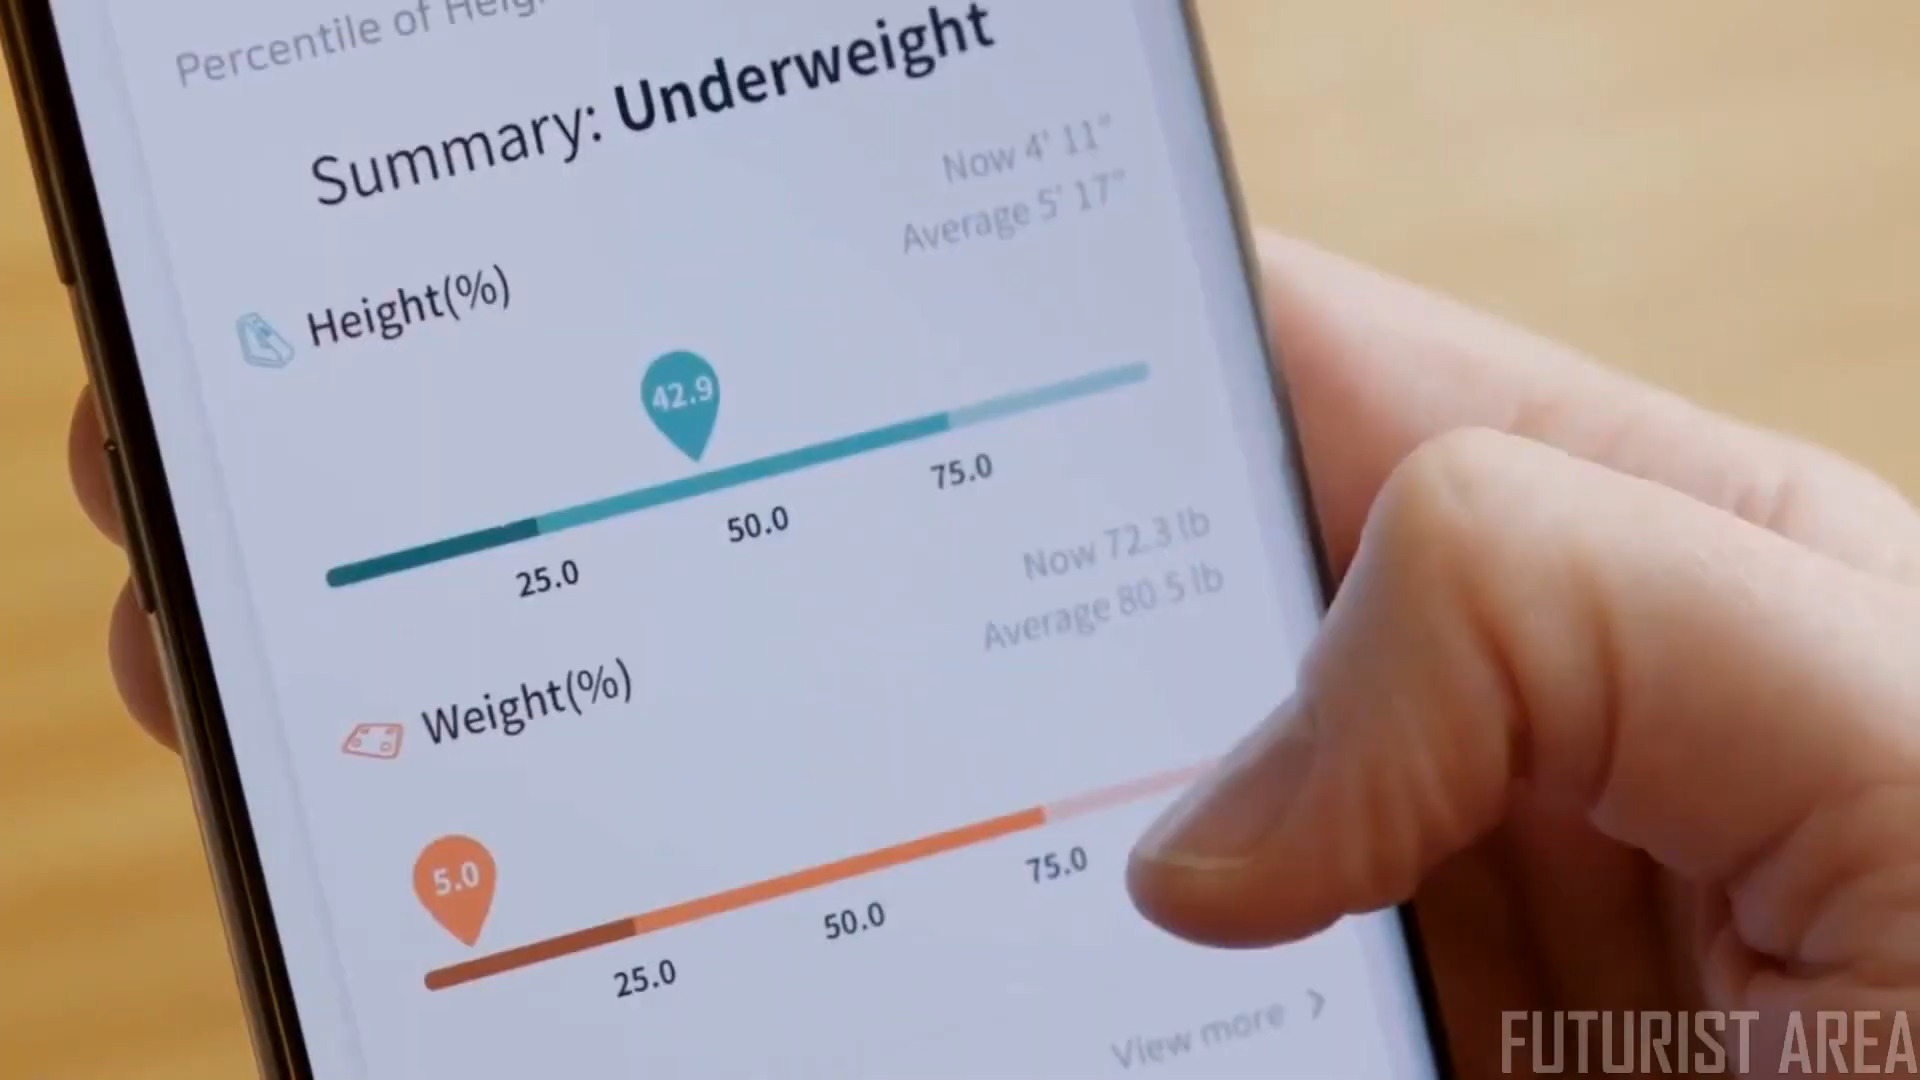 Percentile of Heig
Summary: Underweight
Now 4' 11"
Average 5' 17"
Height(%)
42.9
25.0
50.0
75.0
Now 72.3 lb
Average 80.5 lb
Weight(%)
5.0
25.0
50.0
75.0
View more >
FUTURIST AREA